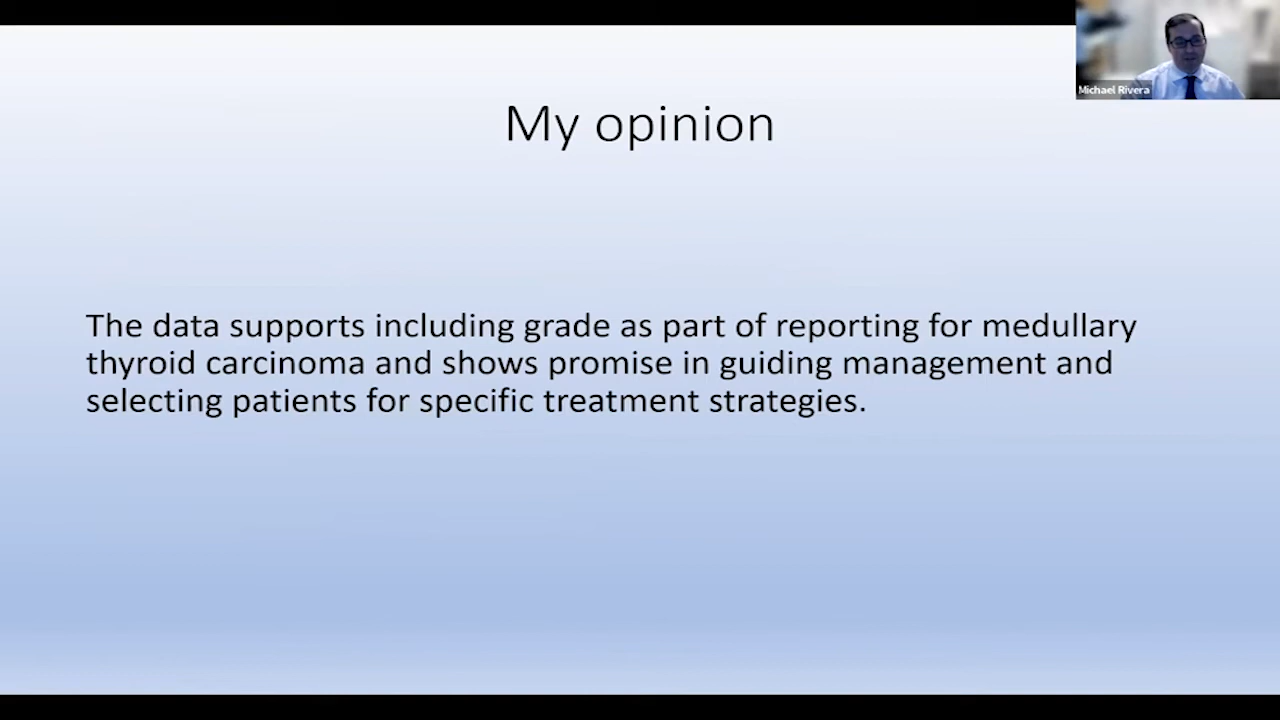 Michael Rivera
My opinion
The data supports including grade as part of reporting for medullary
thyroid carcinoma and shows promise in guiding management and
selecting patients for specific treatment strategies.